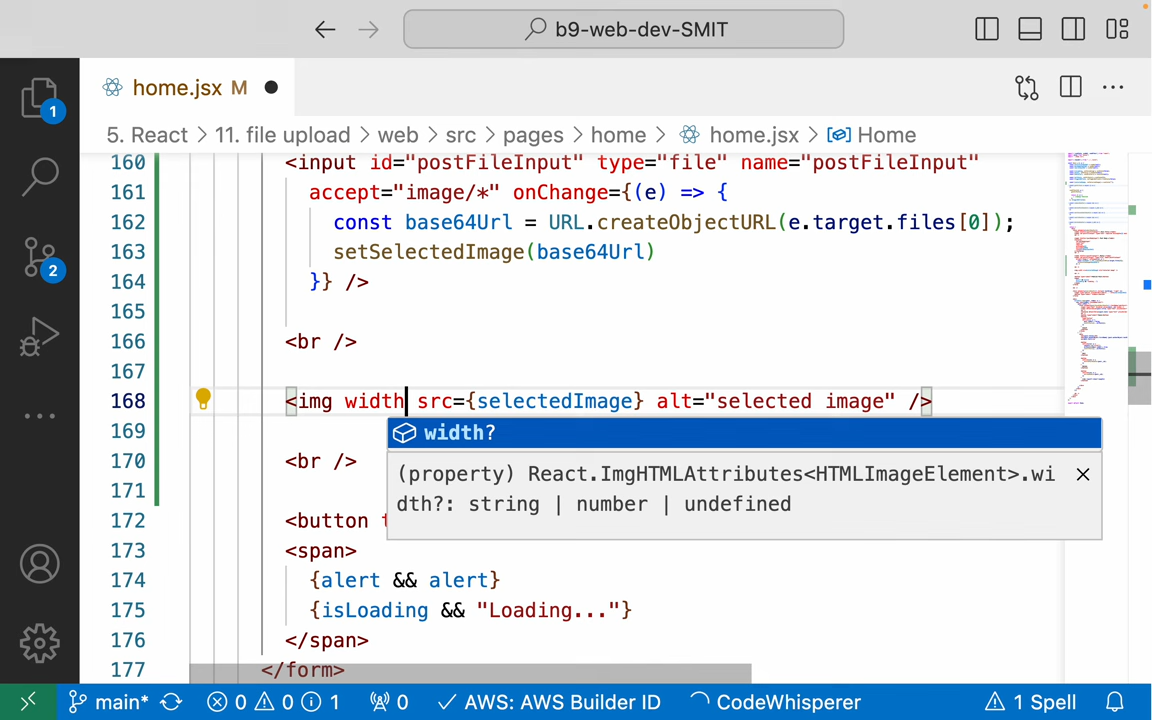 b9-web-dev-SMIT
home.jsx M
5. React > 11. file upload > web > src > pages > home > home.jsx > Home
1
2
160 <input id="postFileInput" type="file" name="postFileInput"
161 accept="image/*" onChange={(e) => {
162 const base64Url = URL.createObjectURL(e.target.files[0]);
163 setSelectedImage(base64Url)
164 }} />
165
166 <br />
167
168 <img width src={selectedImage} alt="selected image" />
width?
169
170 <br />
(property) React.ImgHTMLAttributes<HTMLImageElement>.wi
dth?: string | number | undefined
171
172 <button t
173 <span>
174 {alert && alert}
175 {isLoading && "Loading..."}
176 </span>
177 </form>
main* 0 0 1 0 AWS: AWS Builder ID CodeWhisperer 1 Spell